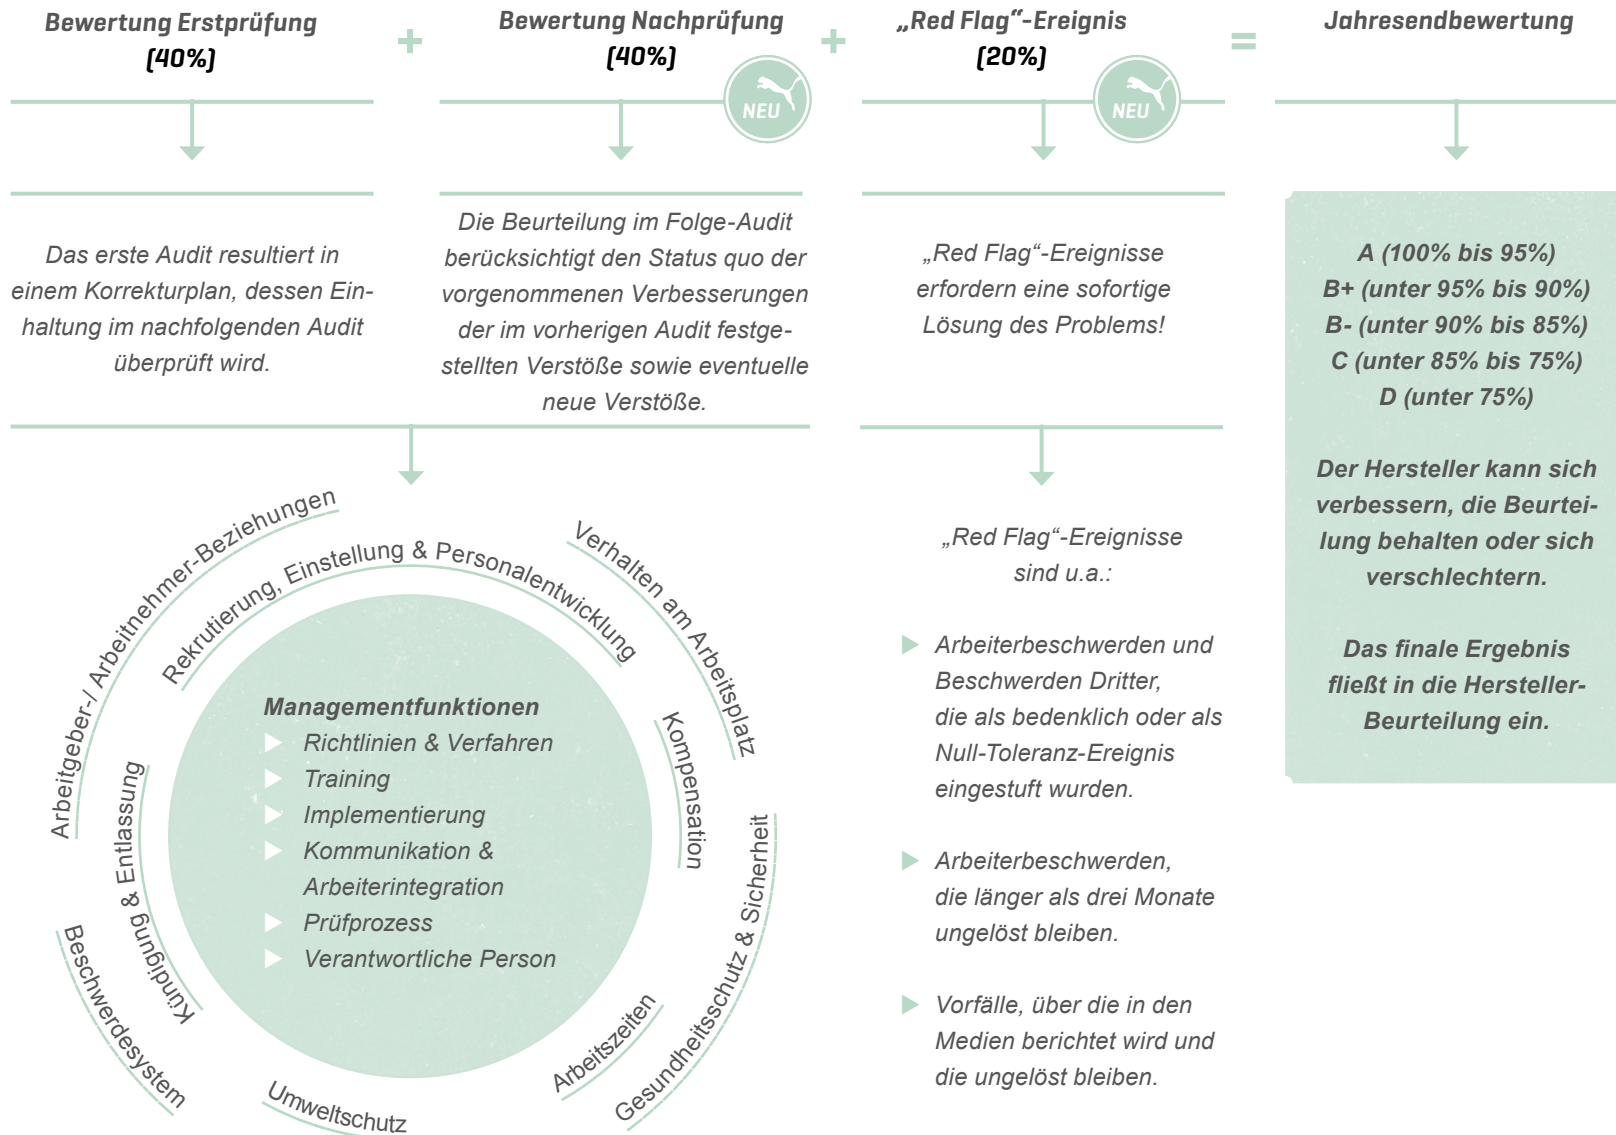 Bewertung Erstprüfung
(40%)
+
Bewertung Nachprüfung
(40%)
NEU
+
„Red Flag“-Ereignis
(20%)
NEU
=
Jahresendbewertung
Das erste Audit resultiert in
einem Korrekturplan, dessen Ein-
haltung im nachfolgenden Audit
überprüft wird.
Die Beurteilung im Folge-Audit
berücksichtigt den Status quo der
vorgenommenen Verbesserungen
der im vorherigen Audit festge-
stellten Verstöße sowie eventuelle
neue Verstöße.
„Red Flag“-Ereignisse
erfordern eine sofortige
Lösung des Problems!
A (100% bis 95%)
B+ (unter 95% bis 90%)
B- (unter 90% bis 85%)
C (unter 85% bis 75%)
D (unter 75%)
Der Hersteller kann sich
verbessern, die Beurtei-
lung behalten oder sich
verschlechtern.
Das finale Ergebnis
fließt in die Hersteller-
Beurteilung ein.
Arbeitgeber-/ Arbeitnehmer-Beziehungen
Rekrutierung, Einstellung & Personalentwicklung
Verhalten am Arbeitsplatz
Kompensation
Gesundheitsschutz & Sicherheit
Arbeitszeiten
Umweltschutz
Beschwerdesystem
Kündigung & Entlassung
Managementfunktionen
Richtlinien & Verfahren
Training
Implementierung
Kommunikation &
Arbeiterintegration
Prüfprozess
Verantwortliche Person
„Red Flag“-Ereignisse
sind u.a.:
Arbeiterbeschwerden und
Beschwerden Dritter,
die als bedenklich oder als
Null-Toleranz-Ereignis
eingestuft wurden.
Arbeiterbeschwerden,
die länger als drei Monate
ungelöst bleiben.
Vorfälle, über die in den
Medien berichtet wird und
die ungelöst bleiben.